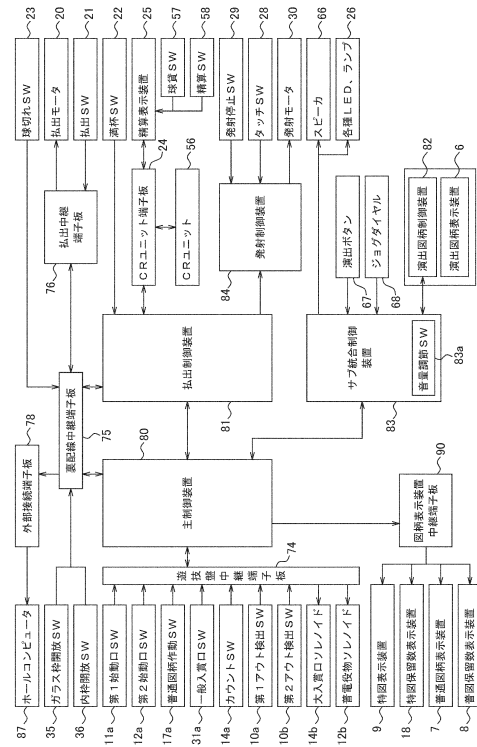 87 ホールコンピュータ
35 ガラス枠開放SW
36 内枠開放SW
11a 第1始動口SW
12a 第2始動口SW
17a 普通図柄作動SW
31a 一般入賞口SW
14a カウントSW
10a 第1アウト検出SW
10b 第2アウト検出SW
14b 大入賞口ソレノイド
12b 普電役物ソレノイド
9 特図表示装置
18 特図保留数表示装置
7 普通図柄表示装置
8 普図保留数表示装置
外部接続端子板 78
裏配線中継端子板 75
遊技盤中継端子板 74
主制御装置 80
図柄表示装置中継端子板 90
払出中継端子板 76
払出制御装置 81
サブ統合制御装置 83
音量調節SW 83a
CRユニット端子板 24
CRユニット 56
発射制御装置 84
演出ボタン 67
ジョグダイヤル 68
球切れSW 23
払出モータ 20
払出SW 21
満杯SW 22
精算表示装置 25
球貸SW 57
精算SW 58
発射停止SW 29
タッチSW 28
発射モータ 30
スピーカ 66
各種LED、ランプ 26
演出図柄制御装置 82
演出図柄表示装置 6